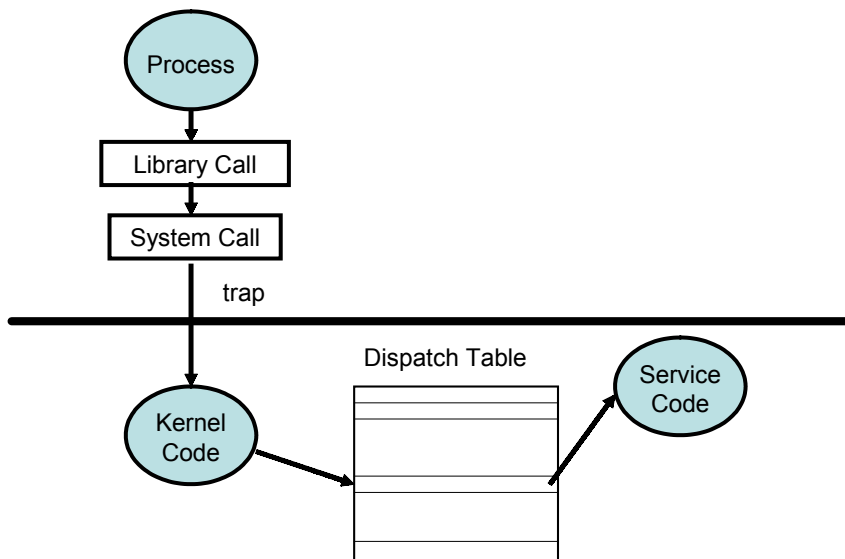 Process
Library Call
System Call
trap
Dispatch Table
Service
Code
Kernel
Code